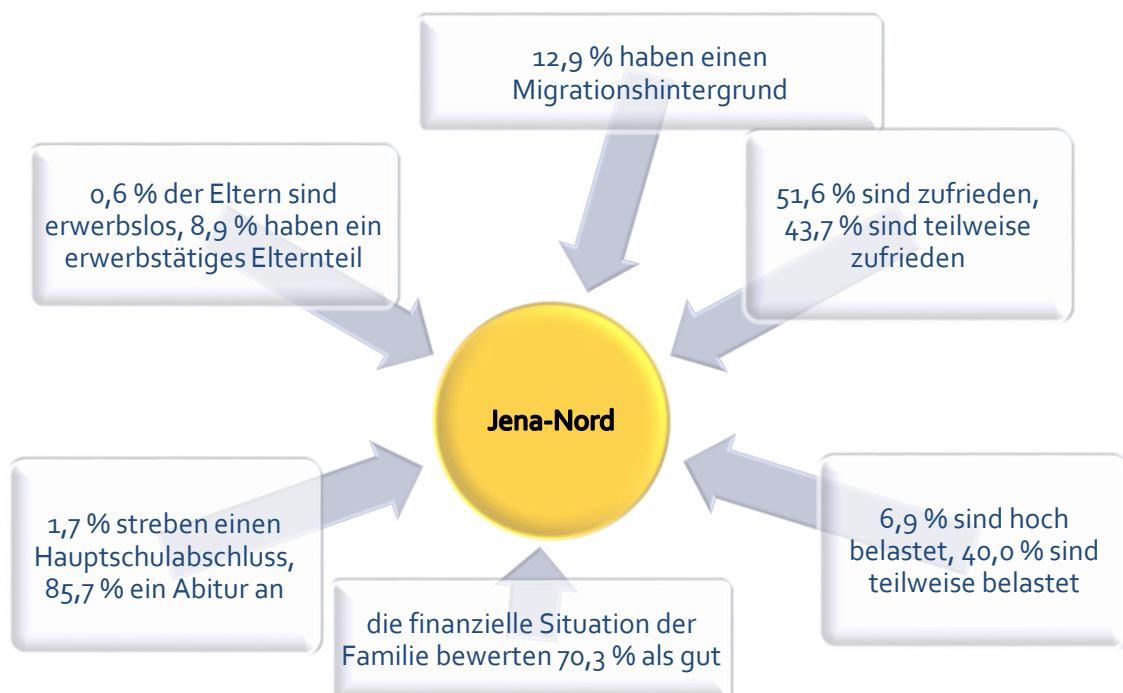 12,9 % haben einen
Migrationshintergrund
0,6 % der Eltern sind
erwerbslos, 8,9 % haben ein
erwerbstätiges Elternteil
51,6 % sind zufrieden,
43,7 % sind teilweise
zufrieden
Jena-Nord
1,7 % streben einen
Hauptschulabschluss,
85,7 % ein Abitur an
6,9 % sind hoch
belastet, 40,0 % sind
teilweise belastet
die finanzielle Situation der
Familie bewerten 70,3 % als gut